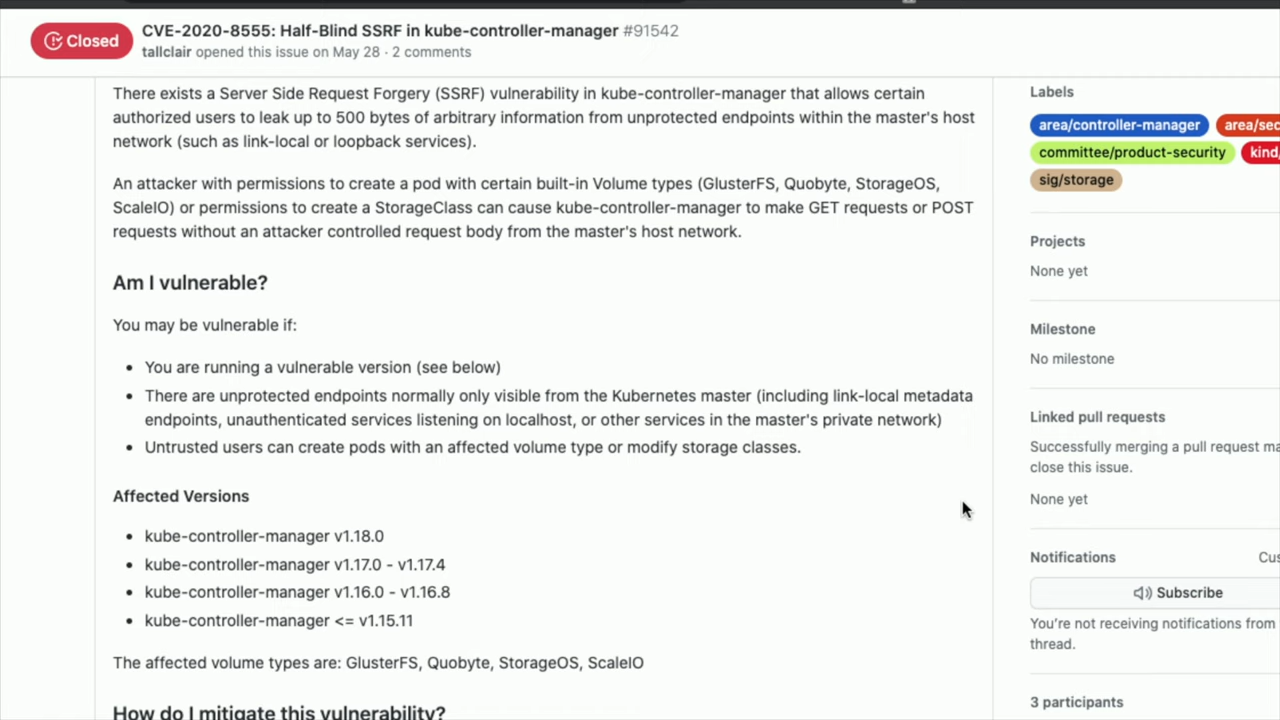 Closed
CVE-2020-8555: Half-Blind SSRF in kube-controller-manager #91542
tallclair opened this issue on May 28 · 2 comments
There exists a Server Side Request Forgery (SSRF) vulnerability in kube-controller-manager that allows certain
authorized users to leak up to 500 bytes of arbitrary information from unprotected endpoints within the master's host
network (such as link-local or loopback services).
An attacker with permissions to create a pod with certain built-in Volume types (GlusterFS, Quobyte, StorageOS,
ScaleIO) or permissions to create a StorageClass can cause kube-controller-manager to make GET requests or POST
requests without an attacker controlled request body from the master's host network.
Am I vulnerable?
You may be vulnerable if:
• You are running a vulnerable version (see below)
• There are unprotected endpoints normally only visible from the Kubernetes master (including link-local metadata
endpoints, unauthenticated services listening on localhost, or other services in the master's private network)
• Untrusted users can create pods with an affected volume type or modify storage classes.
Affected Versions
• kube-controller-manager v1.18.0
• kube-controller-manager v1.17.0 - v1.17.4
• kube-controller-manager v1.16.0 - v1.16.8
• kube-controller-manager <= v1.15.11
The affected volume types are: GlusterFS, Quobyte, StorageOS, ScaleIO
How do I mitigate this vulnerability?
Labels
area/controller-manager area/sec
committee/product-security kind/
sig/storage
Projects
None yet
Milestone
No milestone
Linked pull requests
Successfully merging a pull request ma
close this issue.
None yet
Notifications Cus
Subscribe
You're not receiving notifications from
thread.
3 participants